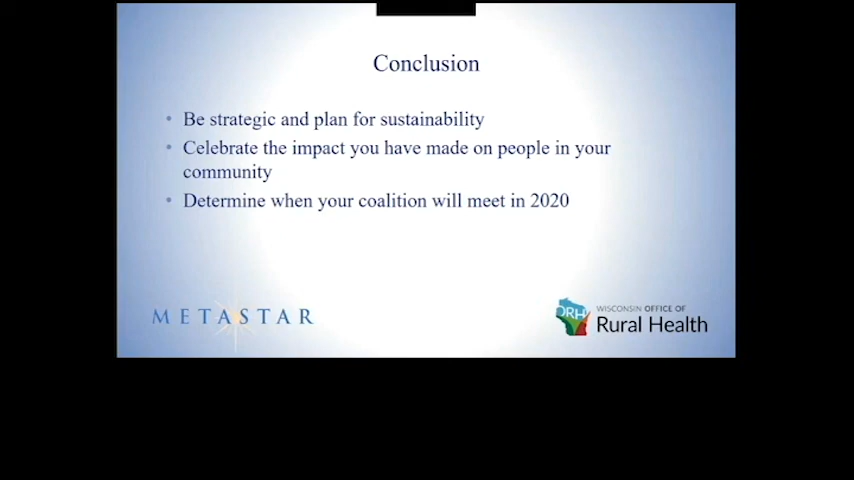 Conclusion
• Be strategic and plan for sustainability
• Celebrate the impact you have made on people in your
community
• Determine when your coalition will meet in 2020
METASTAR
ORH
WISCONSIN OFFICE OF
Rural Health